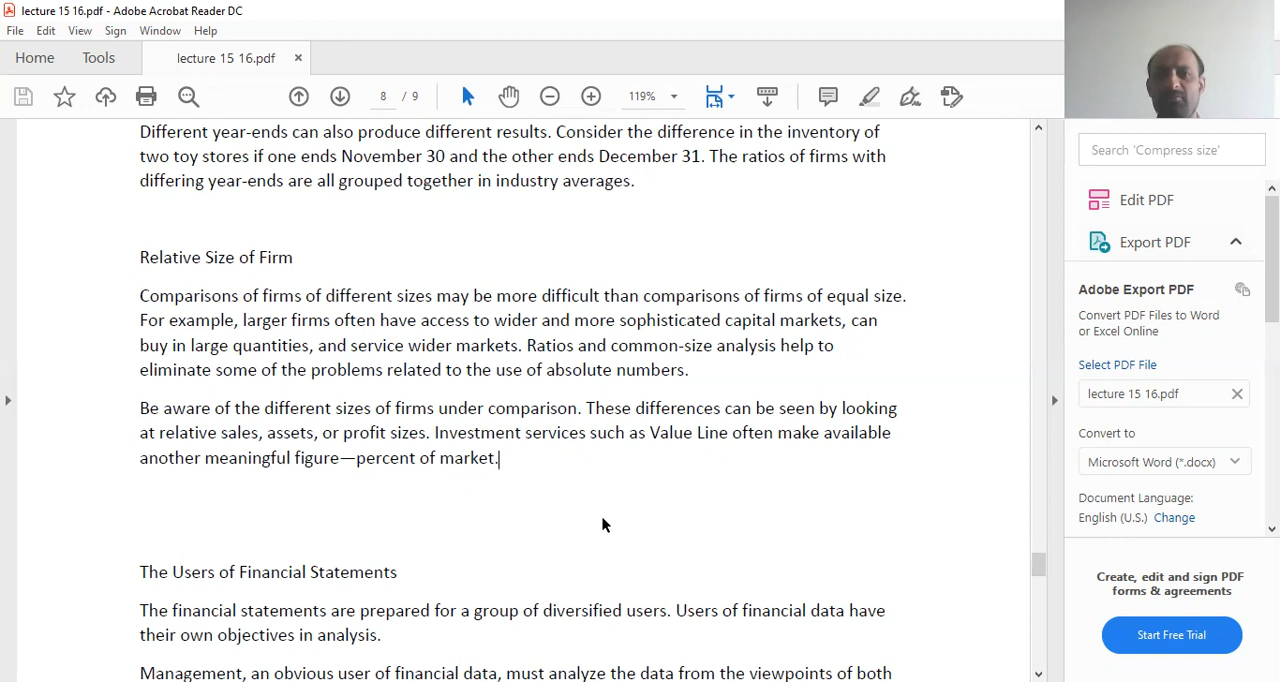 lecture 15 16.pdf - Adobe Acrobat Reader DC
File Edit View Sign Window Help
Home Tools lecture 15 16.pdf ×
8 / 9 119%
Different year-ends can also produce different results. Consider the difference in the inventory of
two toy stores if one ends November 30 and the other ends December 31. The ratios of firms with
differing year-ends are all grouped together in industry averages.
Relative Size of Firm
Comparisons of firms of different sizes may be more difficult than comparisons of firms of equal size.
For example, larger firms often have access to wider and more sophisticated capital markets, can
buy in large quantities, and service wider markets. Ratios and common-size analysis help to
eliminate some of the problems related to the use of absolute numbers.
Be aware of the different sizes of firms under comparison. These differences can be seen by looking
at relative sales, assets, or profit sizes. Investment services such as Value Line often make available
another meaningful figure—percent of market.
The Users of Financial Statements
The financial statements are prepared for a group of diversified users. Users of financial data have
their own objectives in analysis.
Management, an obvious user of financial data, must analyze the data from the viewpoints of both
Search 'Compress size'
Edit PDF
Export PDF
Adobe Export PDF
Convert PDF Files to Word
or Excel Online
Select PDF File
lecture 15 16.pdf
Convert to
Microsoft Word (*.docx)
Document Language:
English (U.S.) Change
Create, edit and sign PDF
forms & agreements
Start Free Trial